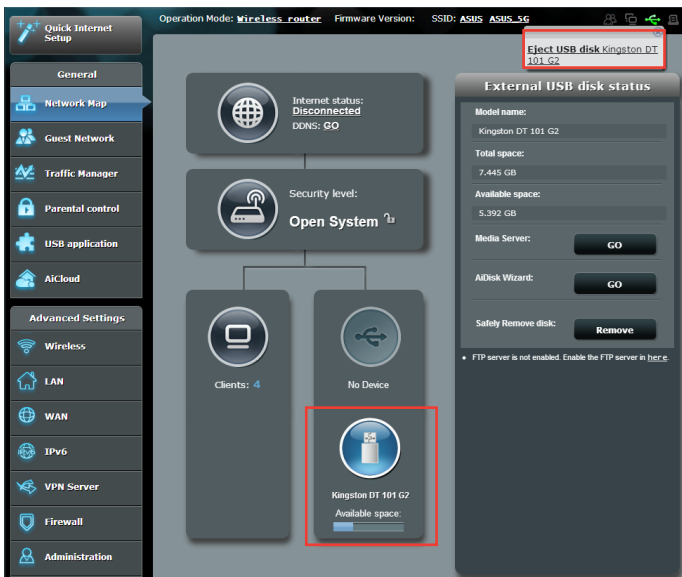 Quick Internet
Setup
Operation Mode: Wireless router Firmware Version: SSID: ASUS ASUS_5G
Eject USB disk Kingston DT
101 G2
General
Network Map
Guest Network
Traffic Manager
Parental control
USB application
AiCloud
Advanced Settings
Wireless
LAN
WAN
IPv6
VPN Server
Firewall
Administration
Internet status:
Disconnected
DDNS: GO
Security level:
Open System
Clients: 4
No Device
Kingston DT 101 G2
Available space:
External USB disk status
Model name:
Kingston DT 101 G2
Total space:
7.445 GB
Available space:
5.392 GB
Media Server: GO
AiDisk Wizard: GO
Safely Remove disk: Remove
• FTP server is not enabled. Enable the FTP server in here.